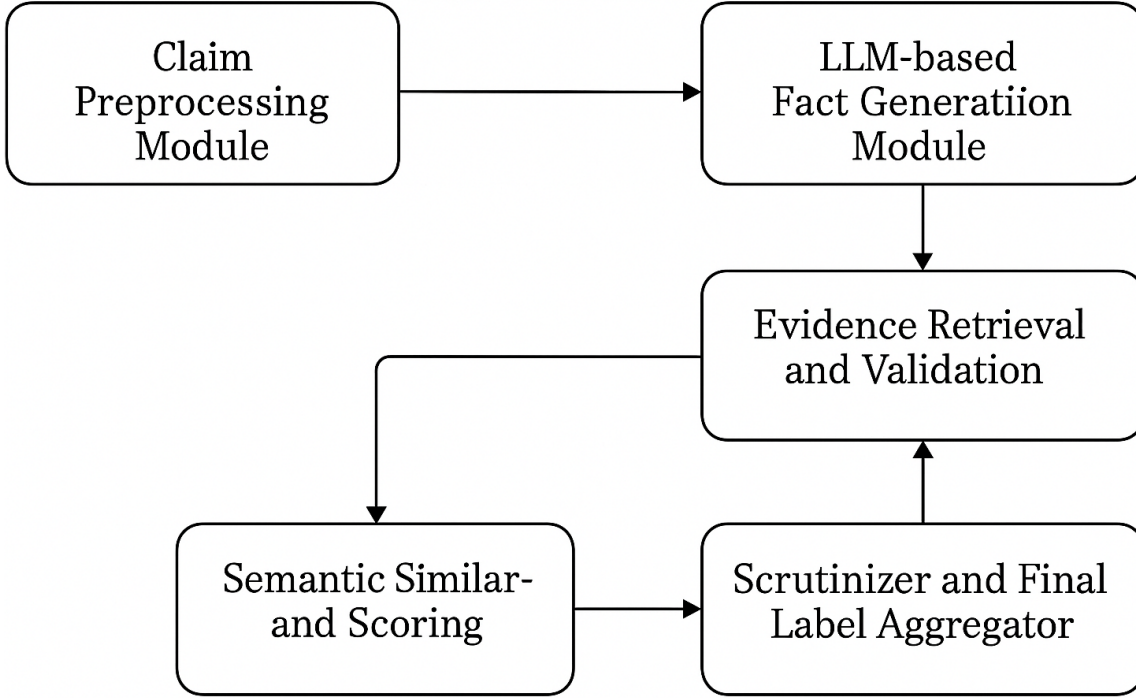 Claim
Preprocessing
Module
LLM-based
Fact Generatiion
Module
Evidence Retrieval
and Validation
Semantic Similar-
and Scoring
Scrutinizer and Final
Label Aggregator